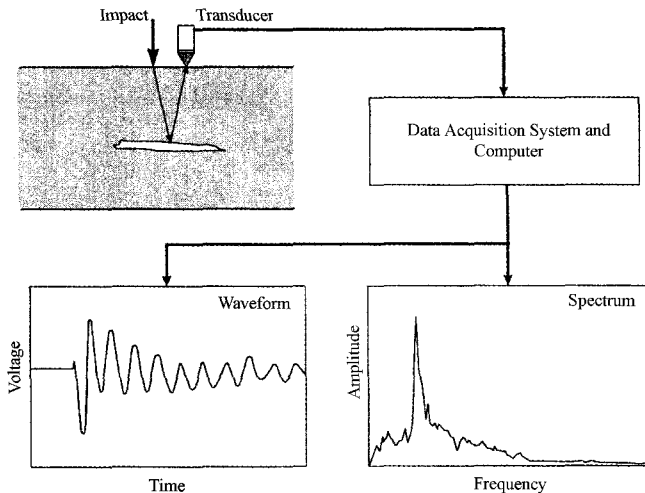 Impact
Transducer
Data Acquisition System and
Computer
Waveform
Voltage
Time
Spectrum
Amplitude
Frequency